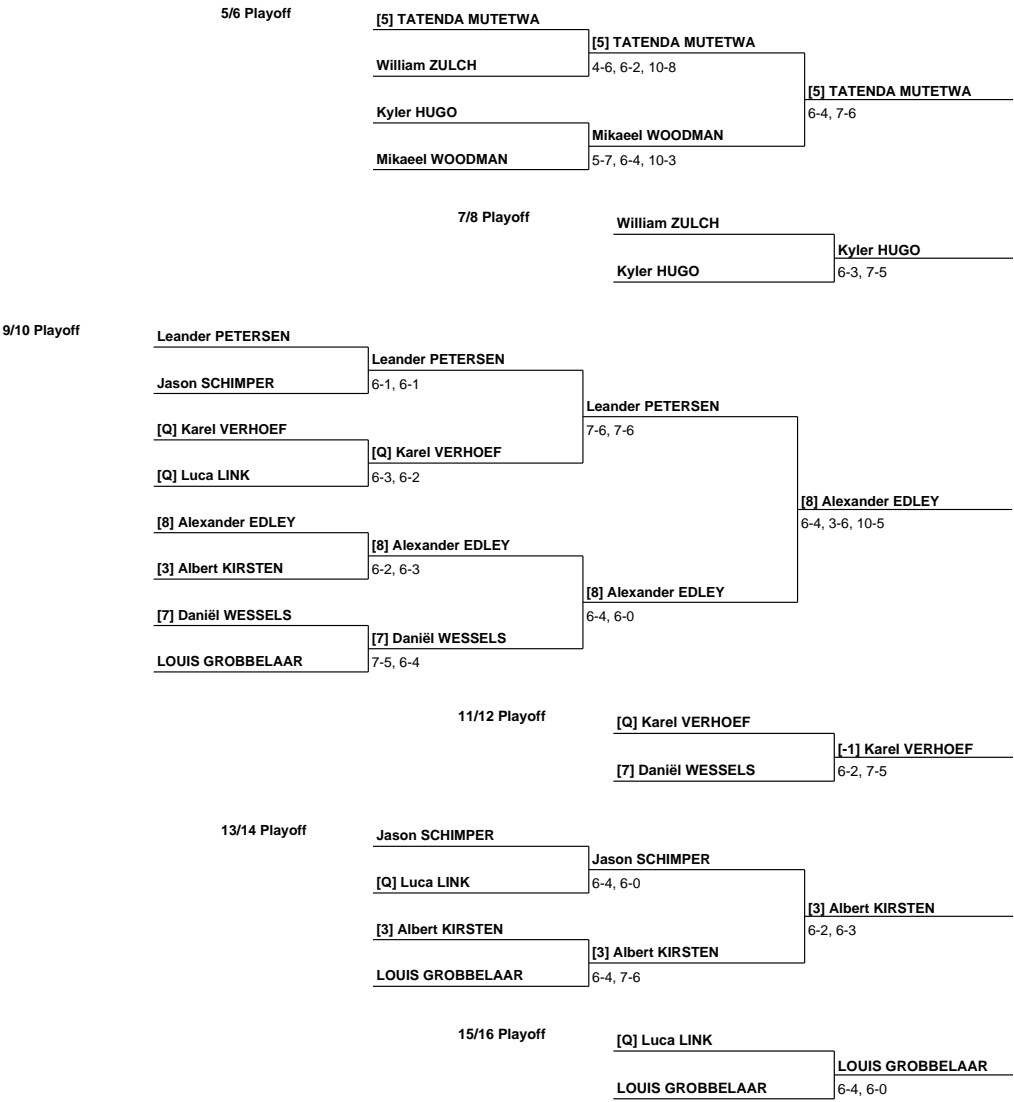 5/6 Playoff
[5] TATENDA MUTETWA
[5] TATENDA MUTETWA
William ZULCH
4-6, 6-2, 10-8
[5] TATENDA MUTETWA
Kyler HUGO
6-4, 7-6
Mikaeel WOODMAN
Mikaeel WOODMAN
5-7, 6-4, 10-3
7/8 Playoff
William ZULCH
Kyler HUGO
Kyler HUGO
6-3, 7-5
9/10 Playoff
Leander PETERSEN
Leander PETERSEN
Jason SCHIMPER
6-1, 6-1
Leander PETERSEN
[Q] Karel VERHOEF
7-6, 7-6
[Q] Karel VERHOEF
[Q] Luca LINK
6-3, 6-2
[8] Alexander EDLEY
[8] Alexander EDLEY
6-4, 3-6, 10-5
[8] Alexander EDLEY
[3] Albert KIRSTEN
6-2, 6-3
[8] Alexander EDLEY
[7] Daniël WESSELS
6-4, 6-0
[7] Daniël WESSELS
LOUIS GROBBELAAR
7-5, 6-4
11/12 Playoff
[Q] Karel VERHOEF
[-1] Karel VERHOEF
[7] Daniël WESSELS
6-2, 7-5
13/14 Playoff
Jason SCHIMPER
Jason SCHIMPER
[Q] Luca LINK
6-4, 6-0
[3] Albert KIRSTEN
[3] Albert KIRSTEN
6-2, 6-3
[3] Albert KIRSTEN
LOUIS GROBBELAAR
6-4, 7-6
15/16 Playoff
[Q] Luca LINK
LOUIS GROBBELAAR
LOUIS GROBBELAAR
6-4, 6-0